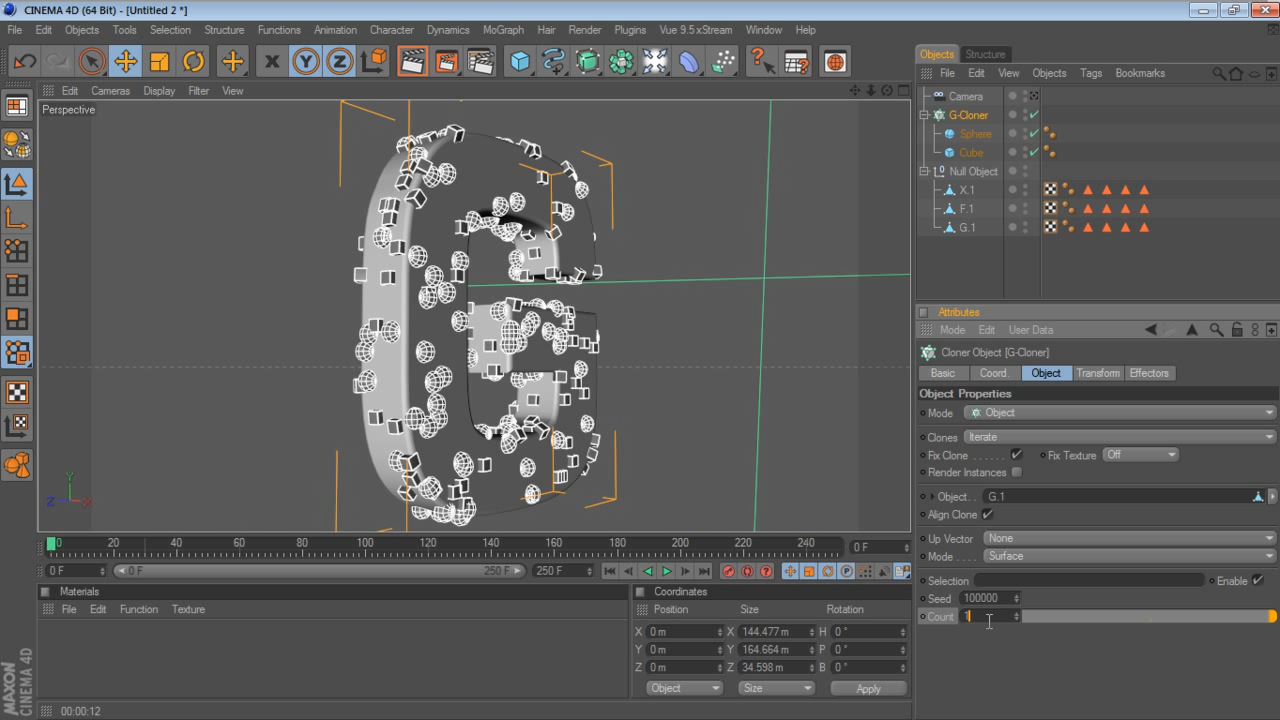 CINEMA 4D (64 Bit) - [Untitled 2 *]
File Edit Objects Tools Selection Structure Functions Animation Character Dynamics MoGraph Hair Render Plugins Vue 9.5 xStream Window Help
Objects Structure
File Edit View Objects Tags Bookmarks
Edit Cameras Display Filter View
Perspective
Camera
G-Cloner
Sphere
Cube
Null Object
X.1
F.1
G.1
Attributes
Mode Edit User Data
Cloner Object [G-Cloner]
Basic Coord. Object Transform Effectors
Object Properties
Mode Object
Clones Iterate
Fix Clone . . . . . . Fix Texture Off
Render Instances
Object. . G.1
Align Clone
Up Vector None
Mode . . . . Surface
Selection Enable
Seed 100000
Count 1
0 20 40 60 80 100 120 140 160 180 200 220 240 0 F
0 F 0 F 250 F 250 F
Materials
File Edit Function Texture
Coordinates
Position Size Rotation
X 0 m X 144.477 m H 0 °
Y 0 m Y 164.664 m P 0 °
Z 0 m Z 34.598 m B 0 °
Object Size Apply
00:00:12
MAXON
CINEMA 4D
X Y Z
Y
Z X
P